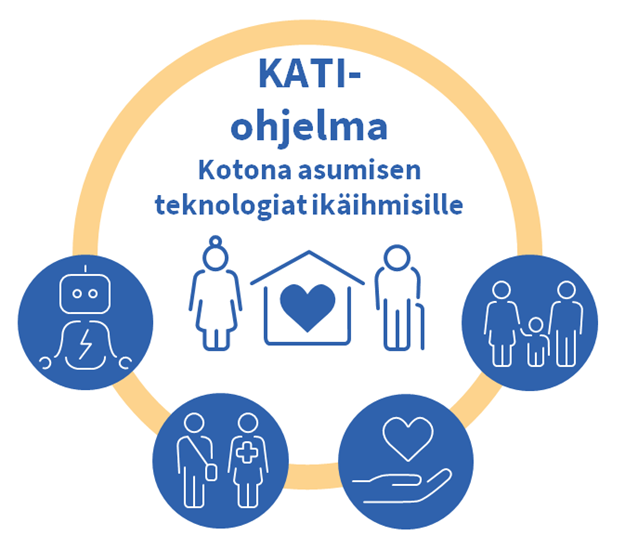 KATI-
ohjelma
Kotona asumisen
teknologiat ikäihmisille